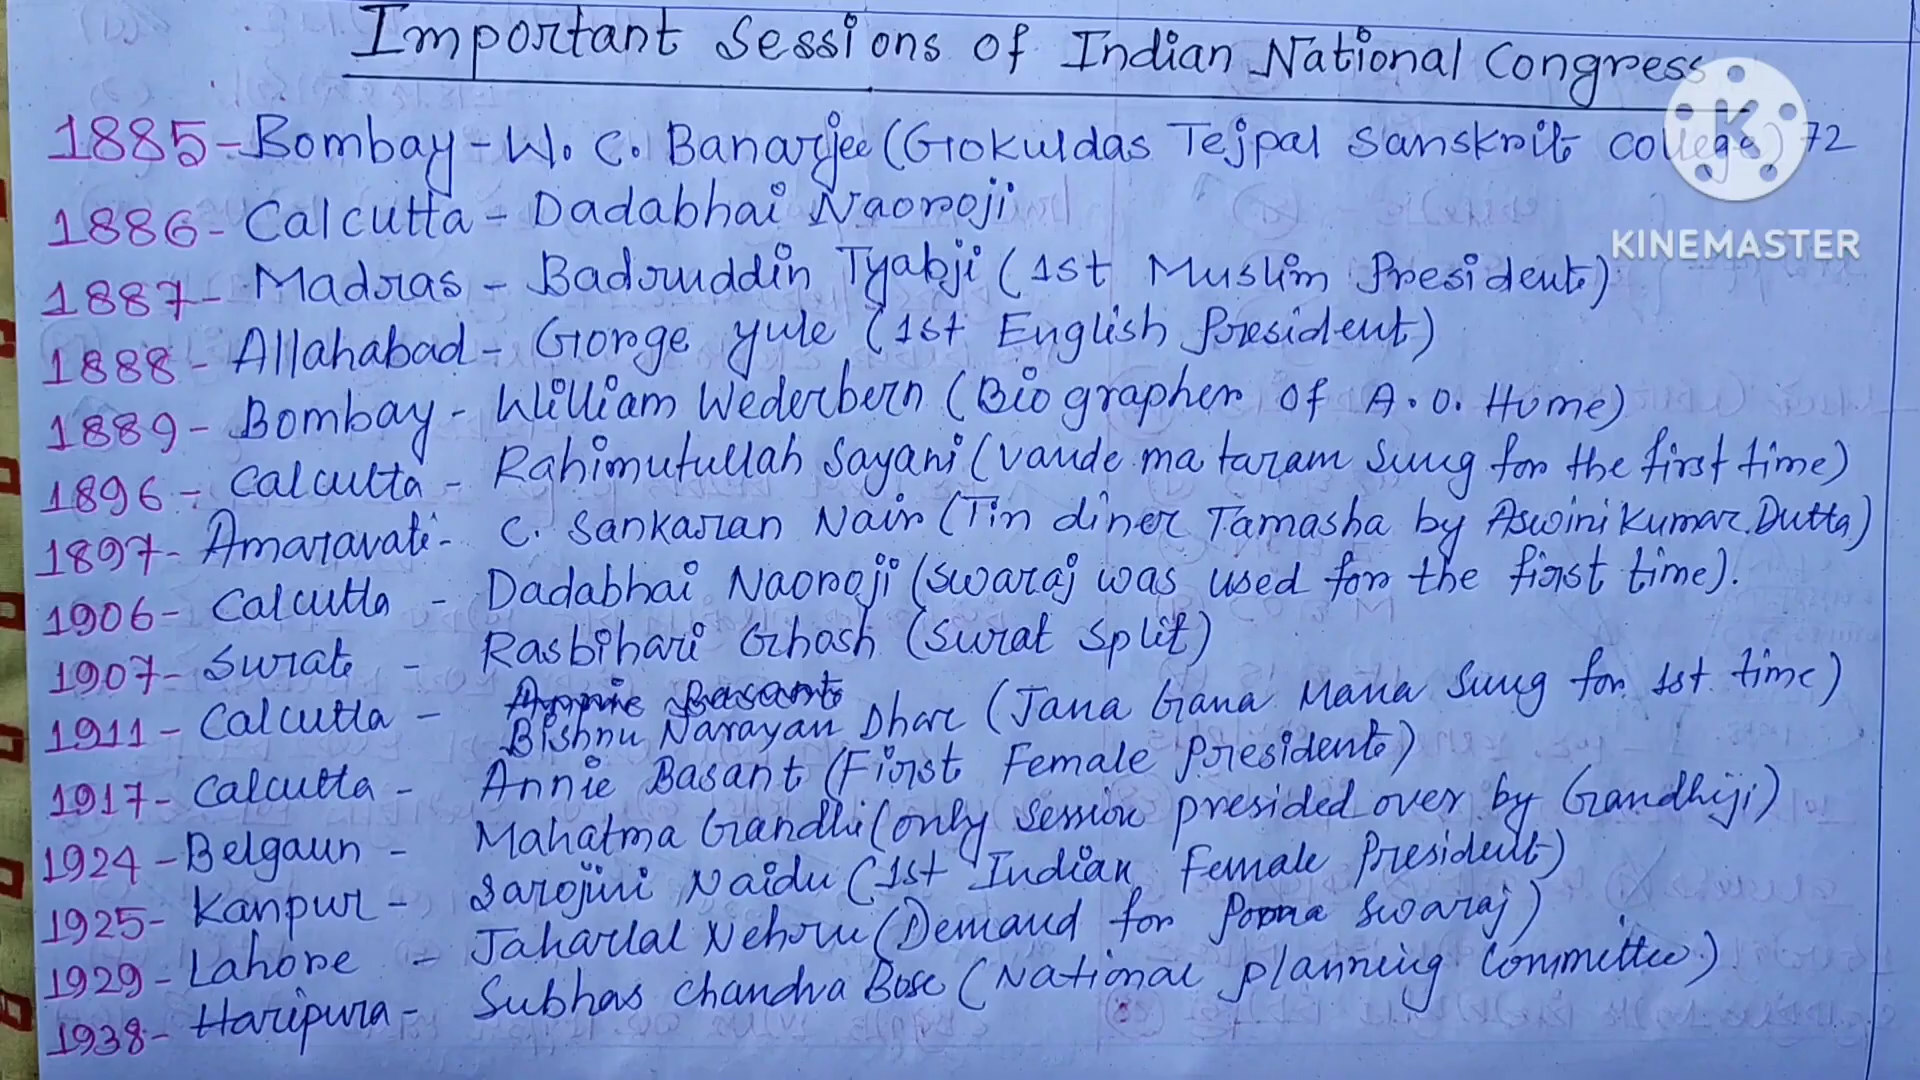 Important Sessions of Indian National Congress
1885-Bombay-W. C. Banarjee (Gokuldas Tejpal Sanskrit College) 72
1886-Calcutta-Dadabhai Naoroji
KINEMASTER
1887-Madras-Badruddin Tyabji (1st Muslim President)
1888-Allahabad-Gorge yule (1st English President)
1889-Bombay-William Wederbern (Biographer of A.O. Hume)
1896-Calcutta-Rahimutullah Sayani (vande mataram Sung for the first time)
1897-Amaravati-C. Sankaran Nair (Tin diner Tamasha by Aswini Kumar Dutta)
1906-Calcutta-Dadabhai Naoroji (Swaraj was used for the first time).
1907-Surat-Rasbihari Ghosh (Surat Split)
Annie Basant
1911-Calcutta-Bishnu Narayan Dhar (Jana Gana Mana Sung for 1st time)
1917-Calcutta-Annie Basant (First Female President)
1924-Belgaun-Mahatma Gandhi (only session presided over by Gandhiji)
1925-Kanpur-Sarojini Naidu (1st Indian Female President)
1929-Lahore-Jaharlal Nehru (Demand for Swaraj)
1938-Haripura-Subhas Chandra Bose (National planning Committee)